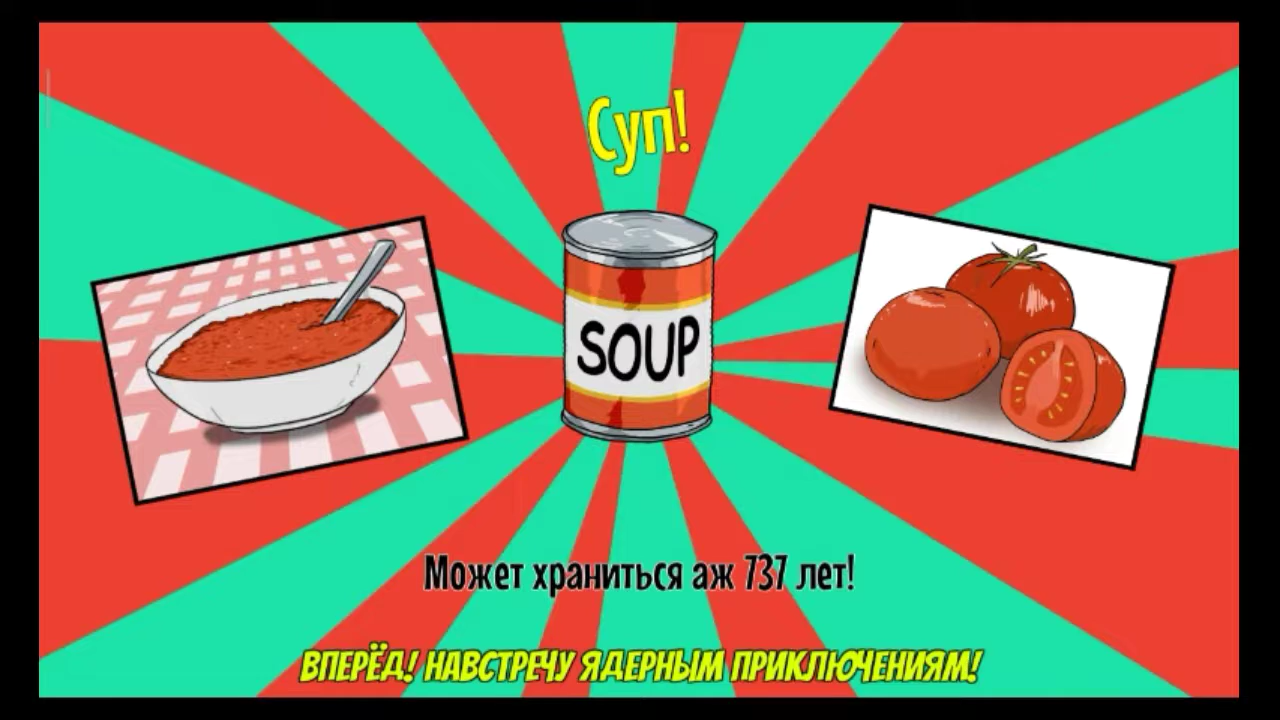 Суп!
SOUP
Может храниться аж 737 лет!
ВПЕРЁД! НАВСТРЕЧУ ЯДЕРНЫМ ПРИКЛЮЧЕНИЯМ!